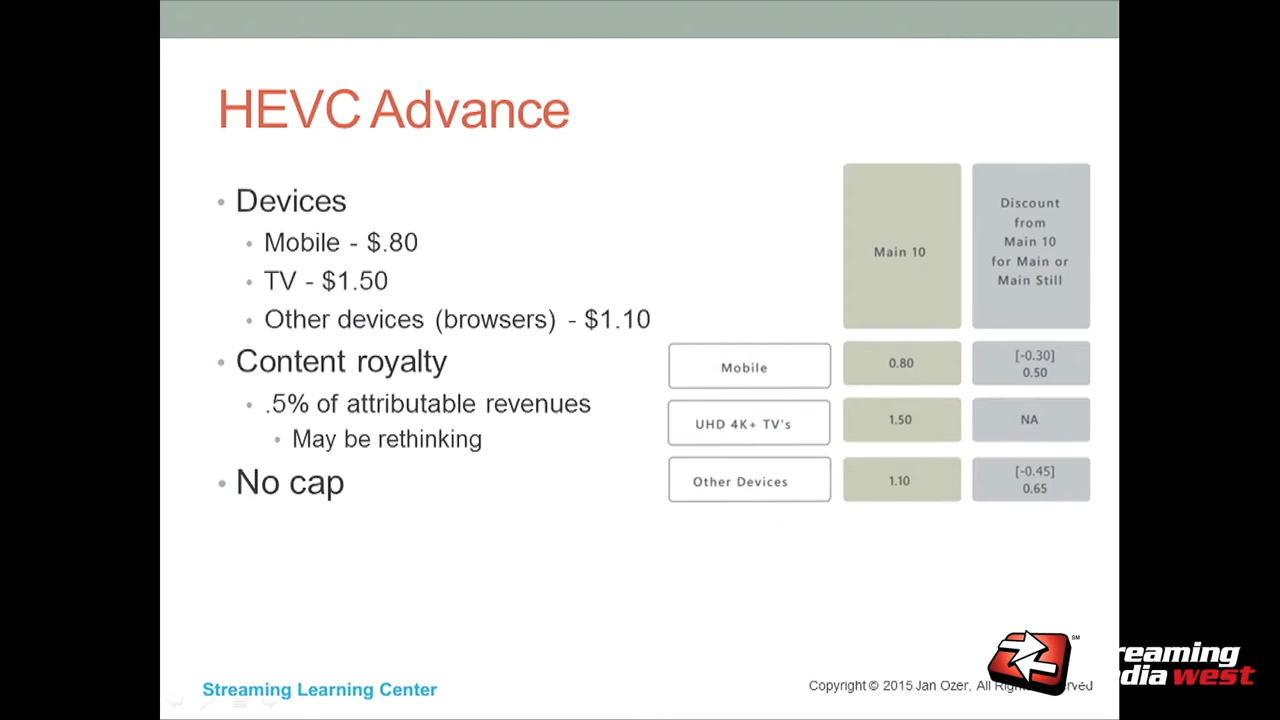 HEVC Advance
• Devices
• Mobile - $.80
• TV - $1.50
• Other devices (browsers) - $1.10
• Content royalty
• .5% of attributable revenues
• May be rethinking
• No cap
Main 10
Discount
from
Main 10
for Main or
Main Still
Mobile
0.80
[-0.30]
0.50
UHD 4K+ TV's
1.50
NA
Other Devices
1.10
[-0.45]
0.65
Streaming Learning Center
Copyright © 2015 Jan Ozer, All
SM
reaming
dia west